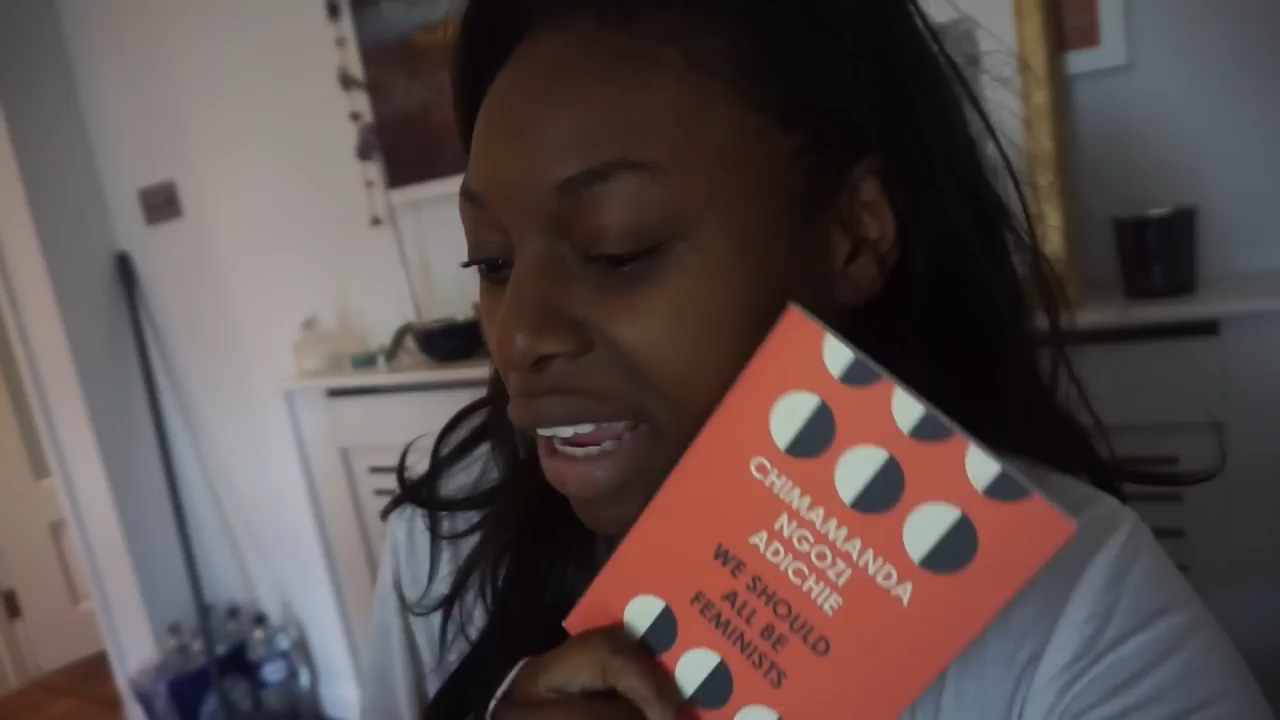 CHIMAMANDA
NGOZI
ADICHIE
WE SHOULD
ALL BE
FEMINISTS